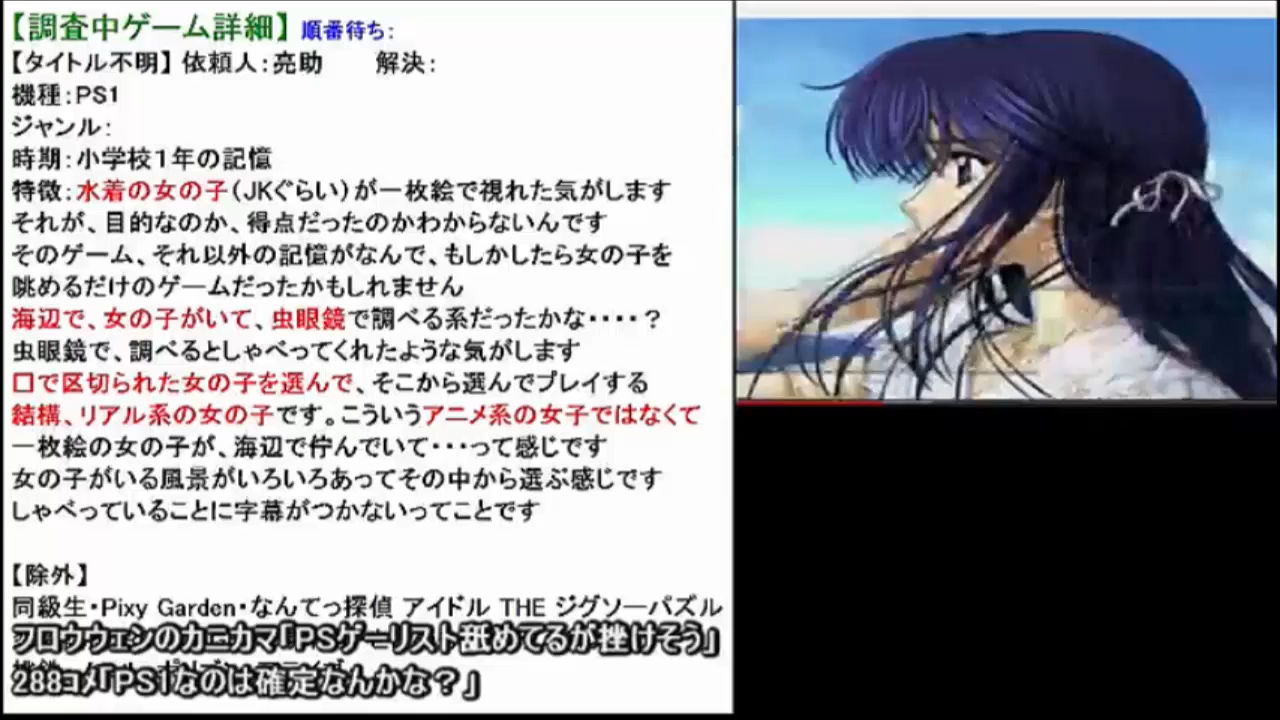 【調査中ゲーム詳細】 順番待ち:
【タイトル不明】 依頼人:亮助 解決:
機種:PS1
ジャンル:
時期:小学校1年の記憶
特徴:水着の女の子(JKぐらい)が一枚絵で視れた気がします
それが、目的なのか、得点だったのかわからないんです
そのゲーム、それ以外の記憶がなんで、もしかしたら女の子を
眺めるだけのゲームだったかもしれません
海辺で、女の子がいて、虫眼鏡で調べる系だったかな‥‥?
虫眼鏡で、調べるとしゃべってくれたような気がします
口で区切られた女の子を選んで、そこから選んでプレイする
結構、リアル系の女の子です。こういうアニメ系の女子ではなくて
一枚絵の女の子が、海辺で佇んでいて・・・って感じです
女の子がいる風景がいろいろあってその中から選ぶ感じです
しゃべっていることに字幕がつかないってことです
【除外】
同級生・Pixy Garden・なんてっ探偵 アイドル THE ジグソーパズル
フロウウェンのカニカマ「PSゲーリスト舐めてるが挫けそう」
288コメ「PS1なのは確定なんかな?」